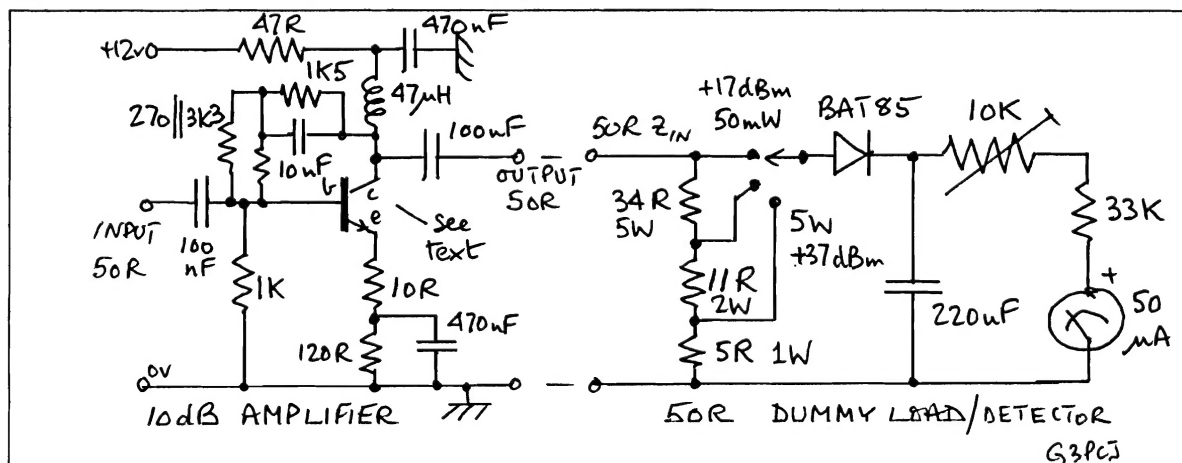 47R
470nF
+12v
1K5
270||3K3
47µH
10nF
100nF
b
c
e
INPUT
50R
100
nF
1K
see
text
10R
470nF
120R
OUTPUT
50R
0V
10dB AMPLIFIER
50R ZIN
+17dBm
50mW
BAT85
10K
34R
5W
5W
+37dBm
11R
2W
5R 1W
33K
220nF
+
50
µA
50R DUMMY LOAD/DETECTOR
G3PCJ